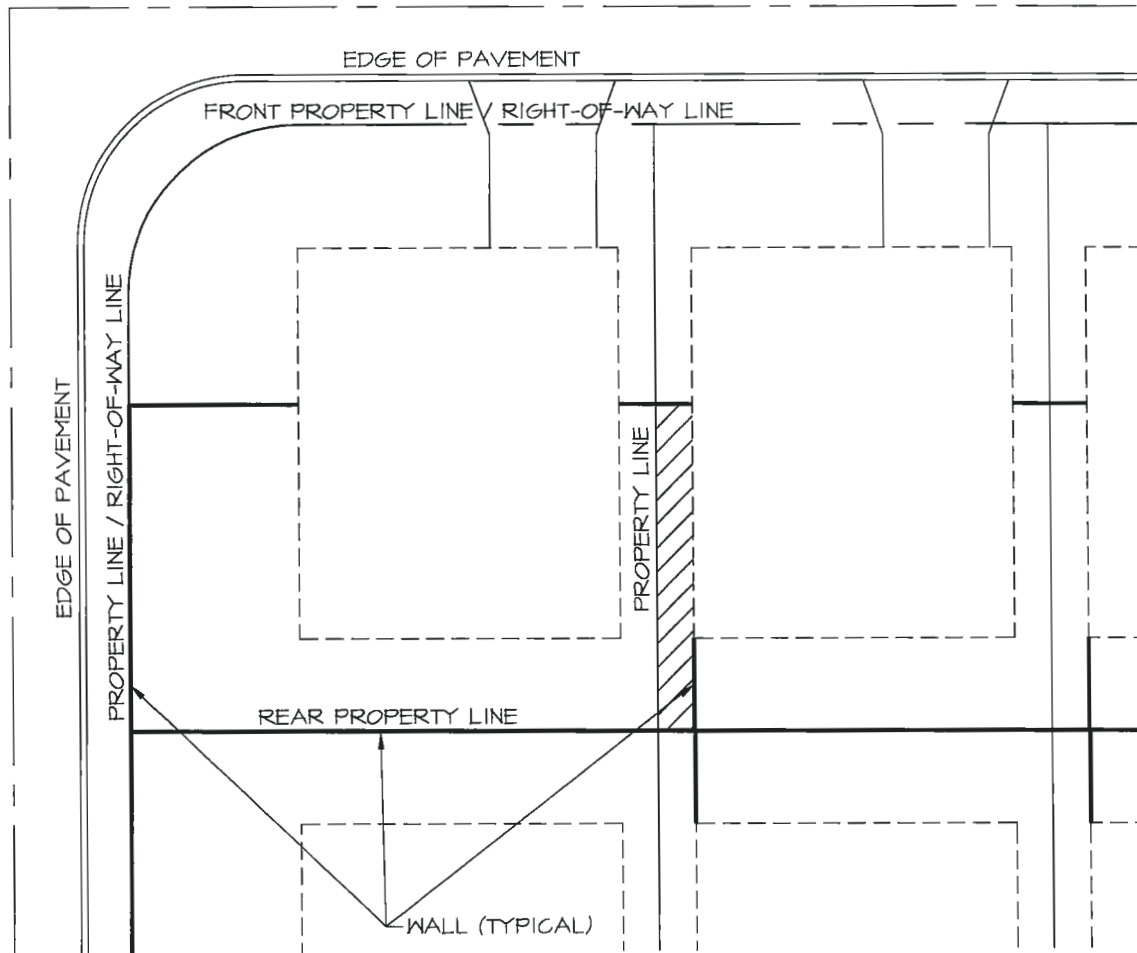 EDGE OF PAVEMENT
FRONT PROPERTY LINE / RIGHT-OF-WAY LINE
PROPERTY LINE / RIGHT-OF-WAY LINE
EDGE OF PAVEMENT
PROPERTY LINE
REAR PROPERTY LINE
WALL (TYPICAL)